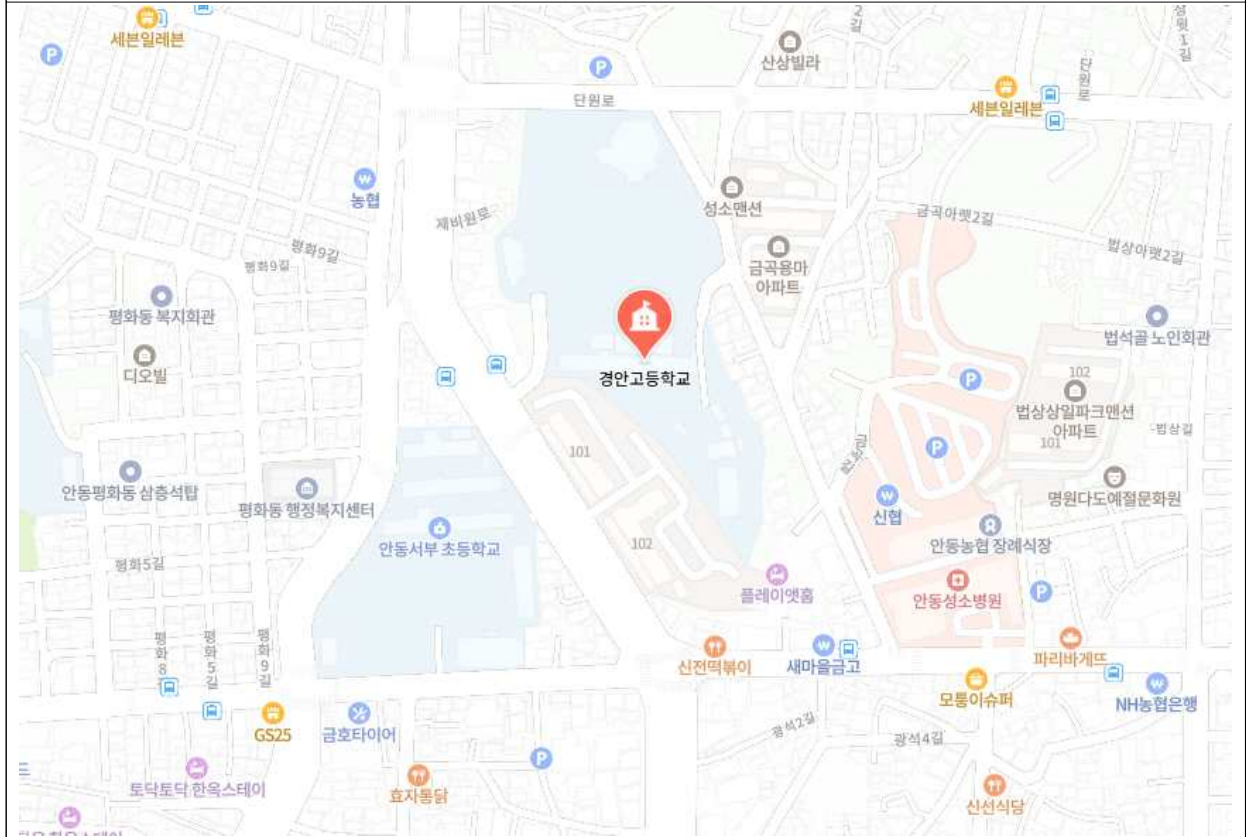 세븐일레븐
P
2길
성윗1길
산상빌라
P
단원로
단원로
세븐일레븐
농협
제비원로
성소맨션
금곡아랫2길
평화9길
평화9길
금곡용마
아파트
법상아랫2길
평화동 복지회관
법석골 노인회관
디오빌
경안고등학교
P
102
법상상일파크맨션
아파트
101
법상길
101
P
안동평화동 삼층석탑
평화동 행정복지센터
명원다도예절문화원
신협
안동서부 초등학교
102
안동농협 장례식장
평화5길
플레이앳홈
안동성소병원
P
평화5길
평화9길
신전떡볶이
새마을금고
파리바게뜨
모통이슈퍼
NH농협은행
GS25
금호타이어
광석2길
광석4길
P
토닥토닥 한옥스테이
효자통닭
신선식당